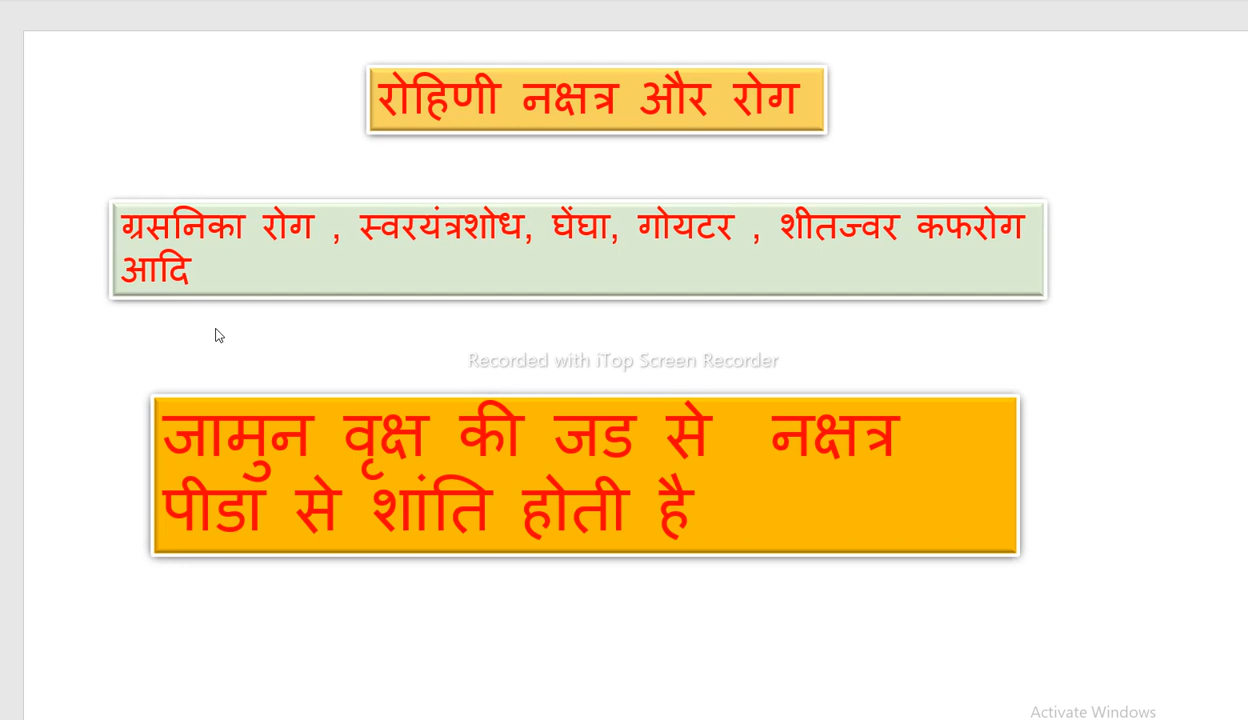 रोहिणी नक्षत्र और रोग
ग्रसनिका रोग , स्वरयंत्रशोध, घेंघा, गोयटर , शीतज्वर कफरोग
आदि
Recorded with iTop Screen Recorder
जामुन वृक्ष की जड से नक्षत्र
पीडा से शांति होती है
Activate Windows